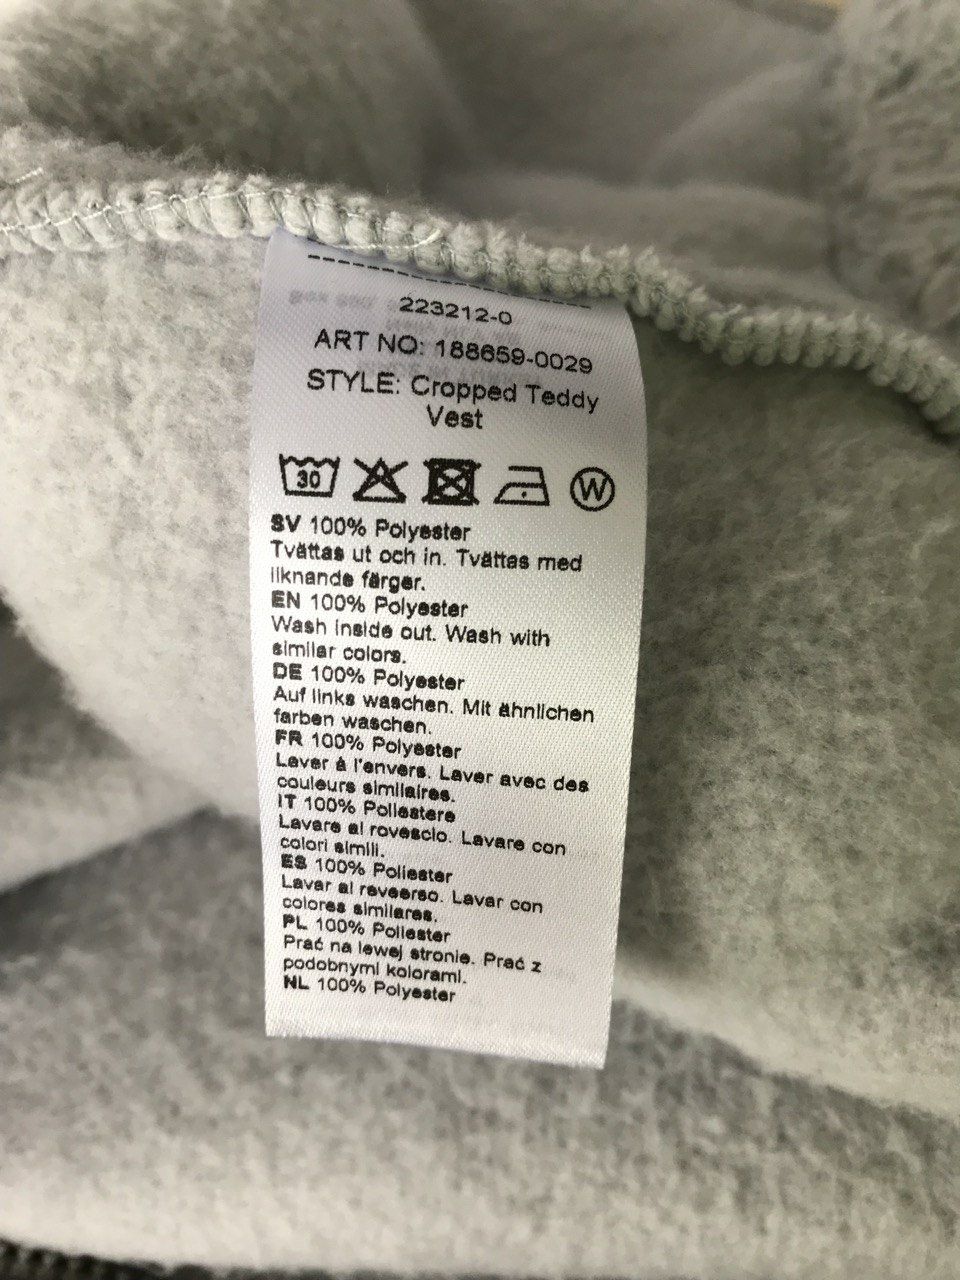 223212-0
ART NO: 188659-0029
STYLE: Cropped Teddy
Vest
30
W
SV 100% Polyester
Tvättas ut och in. Tvättas med
liknande färger.
EN 100% Polyester
Wash inside out. Wash with
similar colors.
DE 100% Polyester
Auf links waschen. Mit ähnlichen
farben waschen.
FR 100% Polyester
Laver à l'envers. Laver avec des
couleurs similaires.
IT 100% Poliestere
Lavare al rovescio. Lavare con
colori simili.
ES 100% Poliester
Lavar al reveerso. Lavar con
colores similares.
PL 100% Poliester
Prać na lewej stronie. Prać z
podobnymi kolorami.
NL 100% Polyester